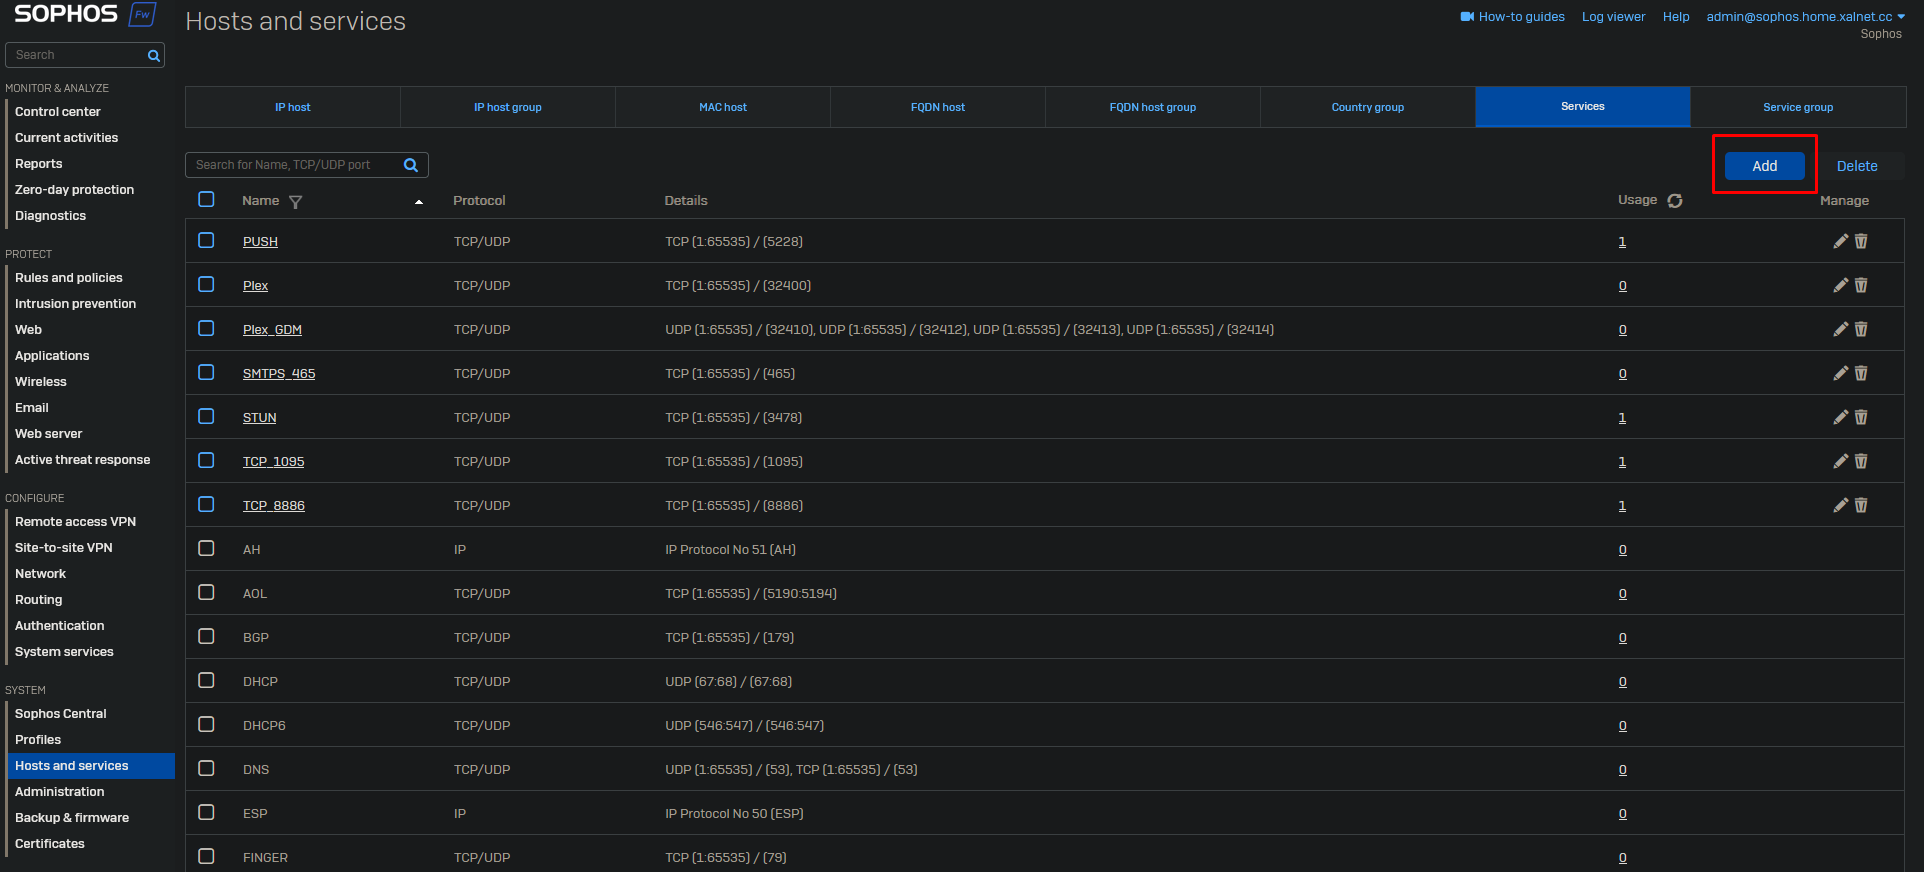 SOPHOS Fw
Hosts and services
How-to guides Log viewer Help admin@sophos.home.xalnet.cc
Sophos
Search
MONITOR & ANALYZE
Control center
Current activities
Reports
Zero-day protection
Diagnostics
PROTECT
Rules and policies
Intrusion prevention
Web
Applications
Wireless
Email
Web server
Active threat response
CONFIGURE
Remote access VPN
Site-to-site VPN
Network
Routing
Authentication
System services
SYSTEM
Sophos Central
Profiles
Hosts and services
Administration
Backup & firmware
Certificates
IP host IP host group MAC host FQDN host FQDN host group Country group Services Service group
Search for Name, TCP/UDP port Add Delete
Name Protocol Details Usage Manage
PUSH TCP/UDP TCP (1:65535) / (5228) 1
Plex TCP/UDP TCP (1:65535) / (32400) 0
Plex_GDM TCP/UDP UDP (1:65535) / (32410), UDP (1:65535) / (32412), UDP (1:65535) / (32413), UDP (1:65535) / (32414) 0
SMTPS_465 TCP/UDP TCP (1:65535) / (465) 0
STUN TCP/UDP TCP (1:65535) / (3478) 1
TCP_1095 TCP/UDP TCP (1:65535) / (1095) 1
TCP_8886 TCP/UDP TCP (1:65535) / (8886) 1
AH IP IP Protocol No 51 (AH) 0
AOL TCP/UDP TCP (1:65535) / (5190:5194) 0
BGP TCP/UDP TCP (1:65535) / (179) 0
DHCP TCP/UDP UDP (67:68) / (67:68) 0
DHCP6 TCP/UDP UDP (546:547) / (546:547) 0
DNS TCP/UDP UDP (1:65535) / (53), TCP (1:65535) / (53) 0
ESP IP IP Protocol No 50 (ESP) 0
FINGER TCP/UDP TCP (1:65535) / (79) 0